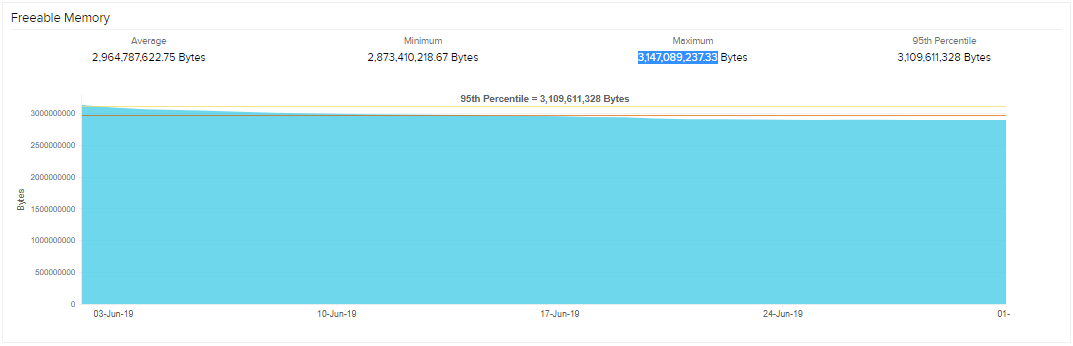 Freeable Memory
Average Minimum Maximum 95th Percentile
2,964,787,622.75 Bytes 2,873,410,218.67 Bytes 3,147,089,237.33 Bytes 3,109,611,328 Bytes
95th Percentile = 3,109,611,328 Bytes
3000000000
2500000000
2000000000
1500000000
1000000000
500000000
0
Bytes
03-Jun-19 10-Jun-19 17-Jun-19 24-Jun-19 01-